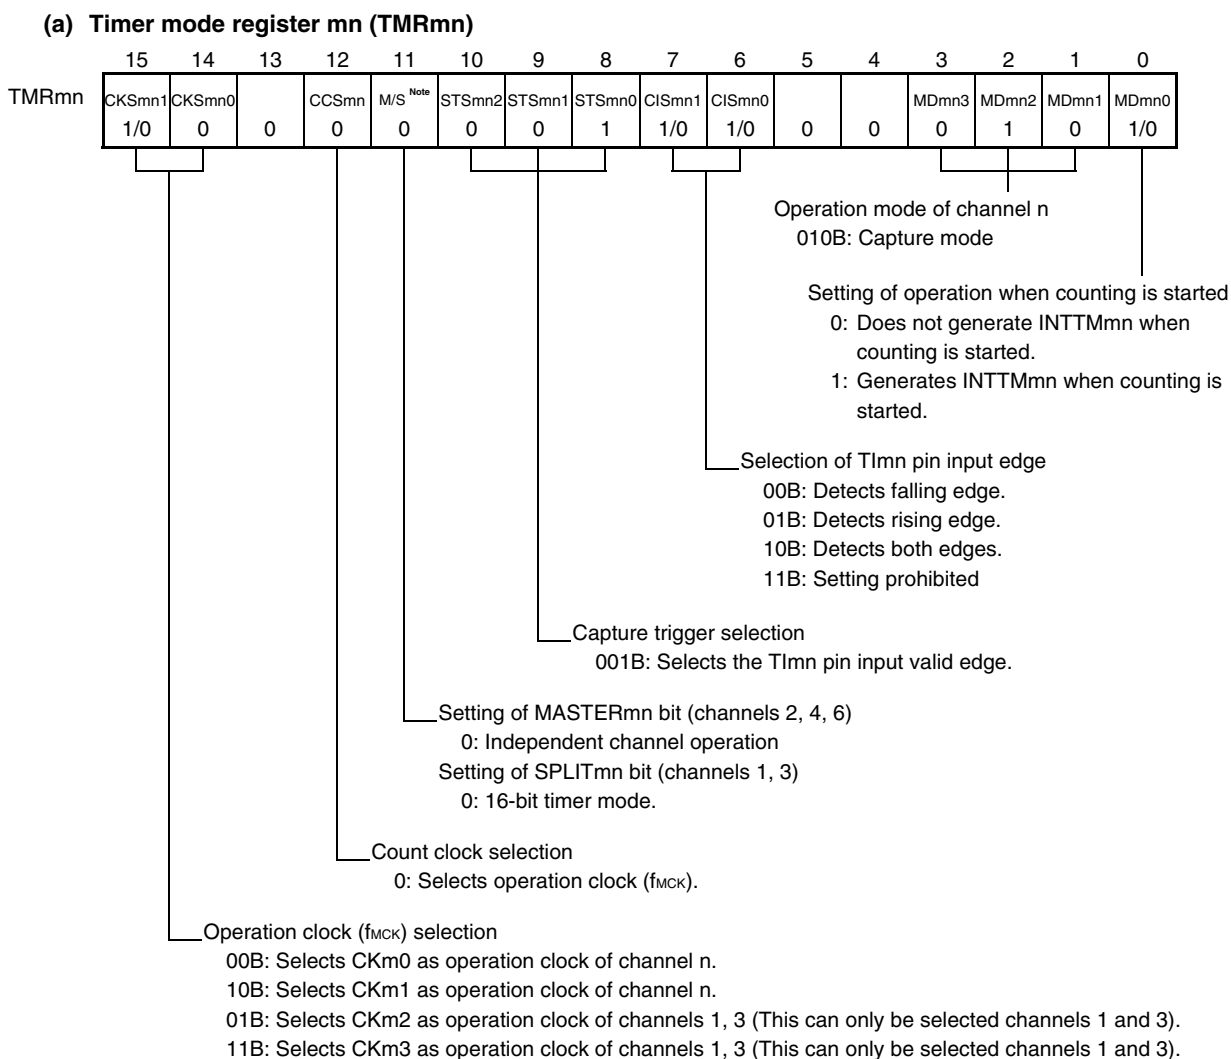 (a) Timer mode register mn (TMRmn)
15 14 13 12 11 10 9 8 7 6 5 4 3 2 1 0
TMRmn CKSmn1 CKSmn0 CCSmn M/S Note STSmn2 STSmn1 STSmn0 CISmn1 CISmn0 MDmn3 MDmn2 MDmn1 MDmn0
1/0 0 0 0 0 0 0 1 1/0 1/0 0 0 0 1 0 1/0
Operation mode of channel n
010B: Capture mode
Setting of operation when counting is started
0: Does not generate INTTMmn when
counting is started.
1: Generates INTTMmn when counting is
started.
Selection of TImn pin input edge
00B: Detects falling edge.
01B: Detects rising edge.
10B: Detects both edges.
11B: Setting prohibited
Capture trigger selection
001B: Selects the TImn pin input valid edge.
Setting of MASTERmn bit (channels 2, 4, 6)
0: Independent channel operation
Setting of SPLITmn bit (channels 1, 3)
0: 16-bit timer mode.
Count clock selection
0: Selects operation clock (fMCK).
Operation clock (fMCK) selection
00B: Selects CKm0 as operation clock of channel n.
10B: Selects CKm1 as operation clock of channel n.
01B: Selects CKm2 as operation clock of channels 1, 3 (This can only be selected channels 1 and 3).
11B: Selects CKm3 as operation clock of channels 1, 3 (This can only be selected channels 1 and 3).